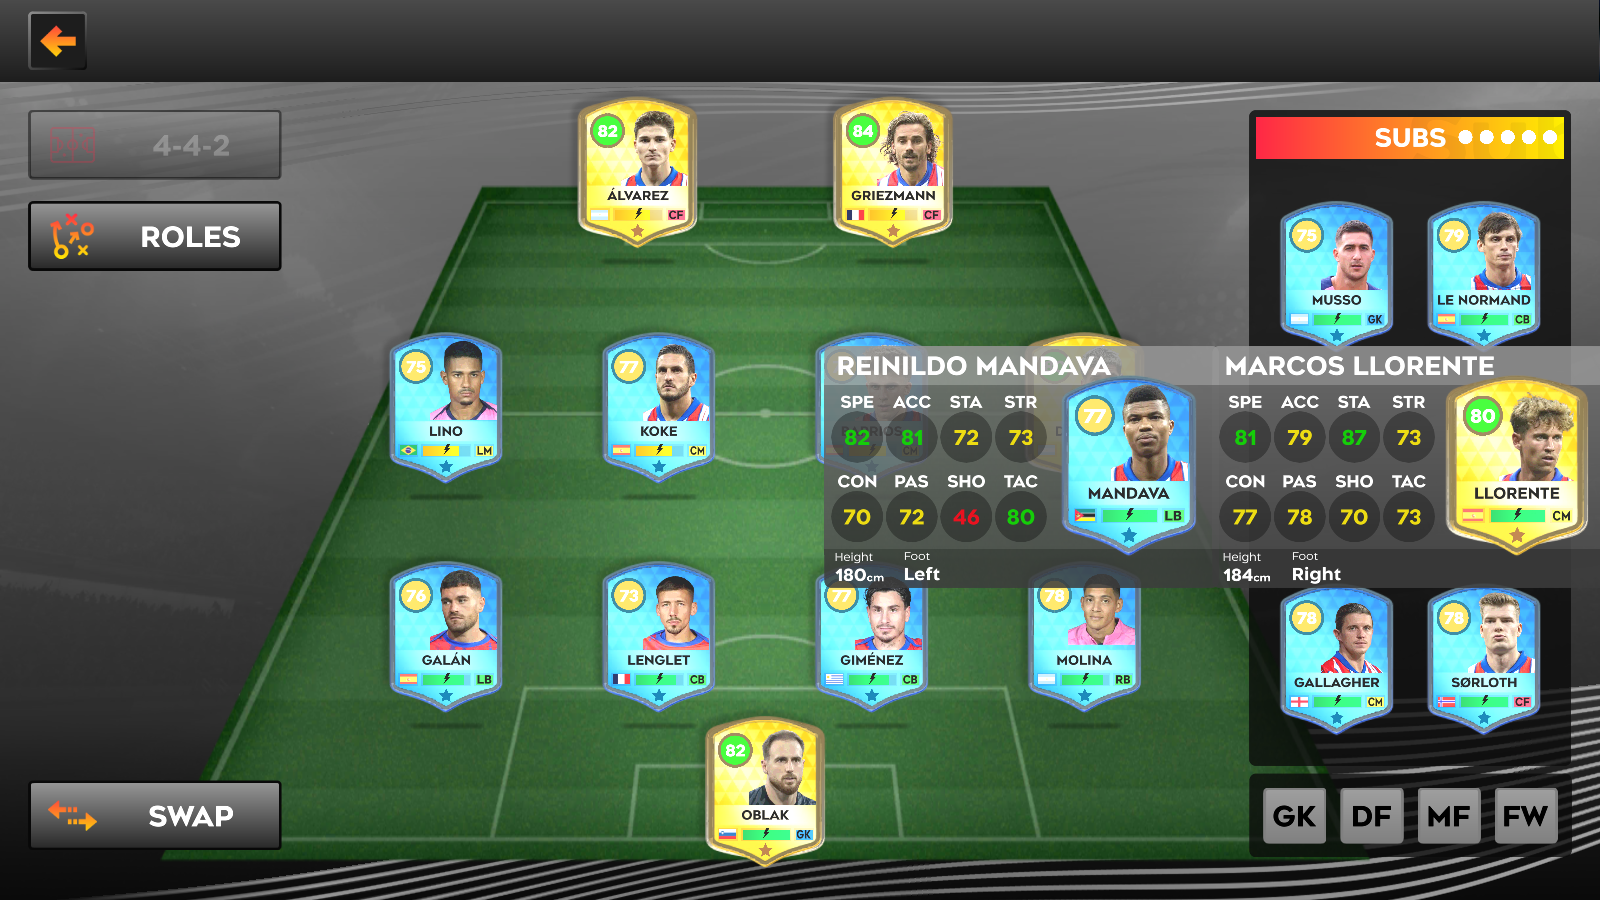 82
ÁLVAREZ
CF
84
GRIEZMANN
CF
4-4-2
ROLES
SUBS
75
MUSSO
GK
79
LE NORMAND
CB
75
LINO
LM
77
KOKE
CM
BARRIOS
CM
REINILDO MANDAVA
SPE ACC STA STR
82 81 72 73
CON PAS SHO TAC
70 72 46 80
Height Foot
180cm Left
77
MANDAVA
LB
MARCOS LLORENTE
SPE ACC STA STR
81 79 87 73
CON PAS SHO TAC
77 78 70 73
Height Foot
184cm Right
80
LLORENTE
CM
76
GALÁN
LB
73
LENGLET
CB
77
GIMÉNEZ
CB
78
MOLINA
RB
78
GALLAGHER
CM
78
SØRLOTH
CF
82
OBLAK
GK
SWAP
GK DF MF FW